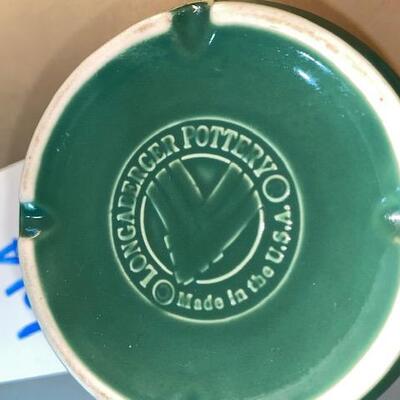 LONGABERGER POTTERY
Made in the U.S.A.